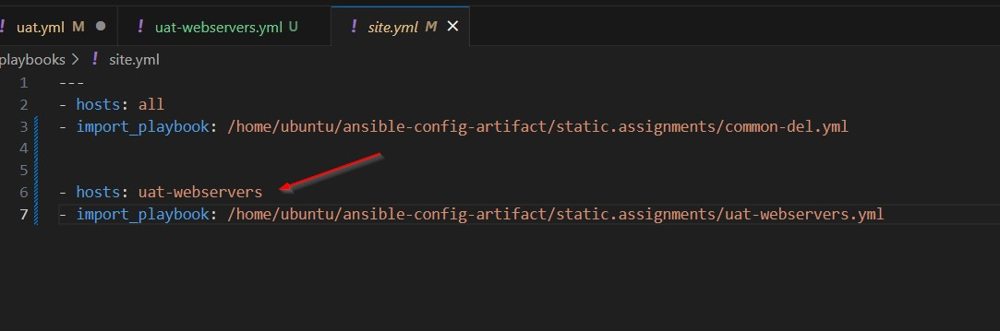 ! uat.yml M ● ! uat-webservers.yml U ! site.yml M ×
playbooks > ! site.yml
1 ---
2 - hosts: all
3 - import_playbook: /home/ubuntu/ansible-config-artifact/static.assignments/common-del.yml
4
5
6 - hosts: uat-webservers
7 - import_playbook: /home/ubuntu/ansible-config-artifact/static.assignments/uat-webservers.yml